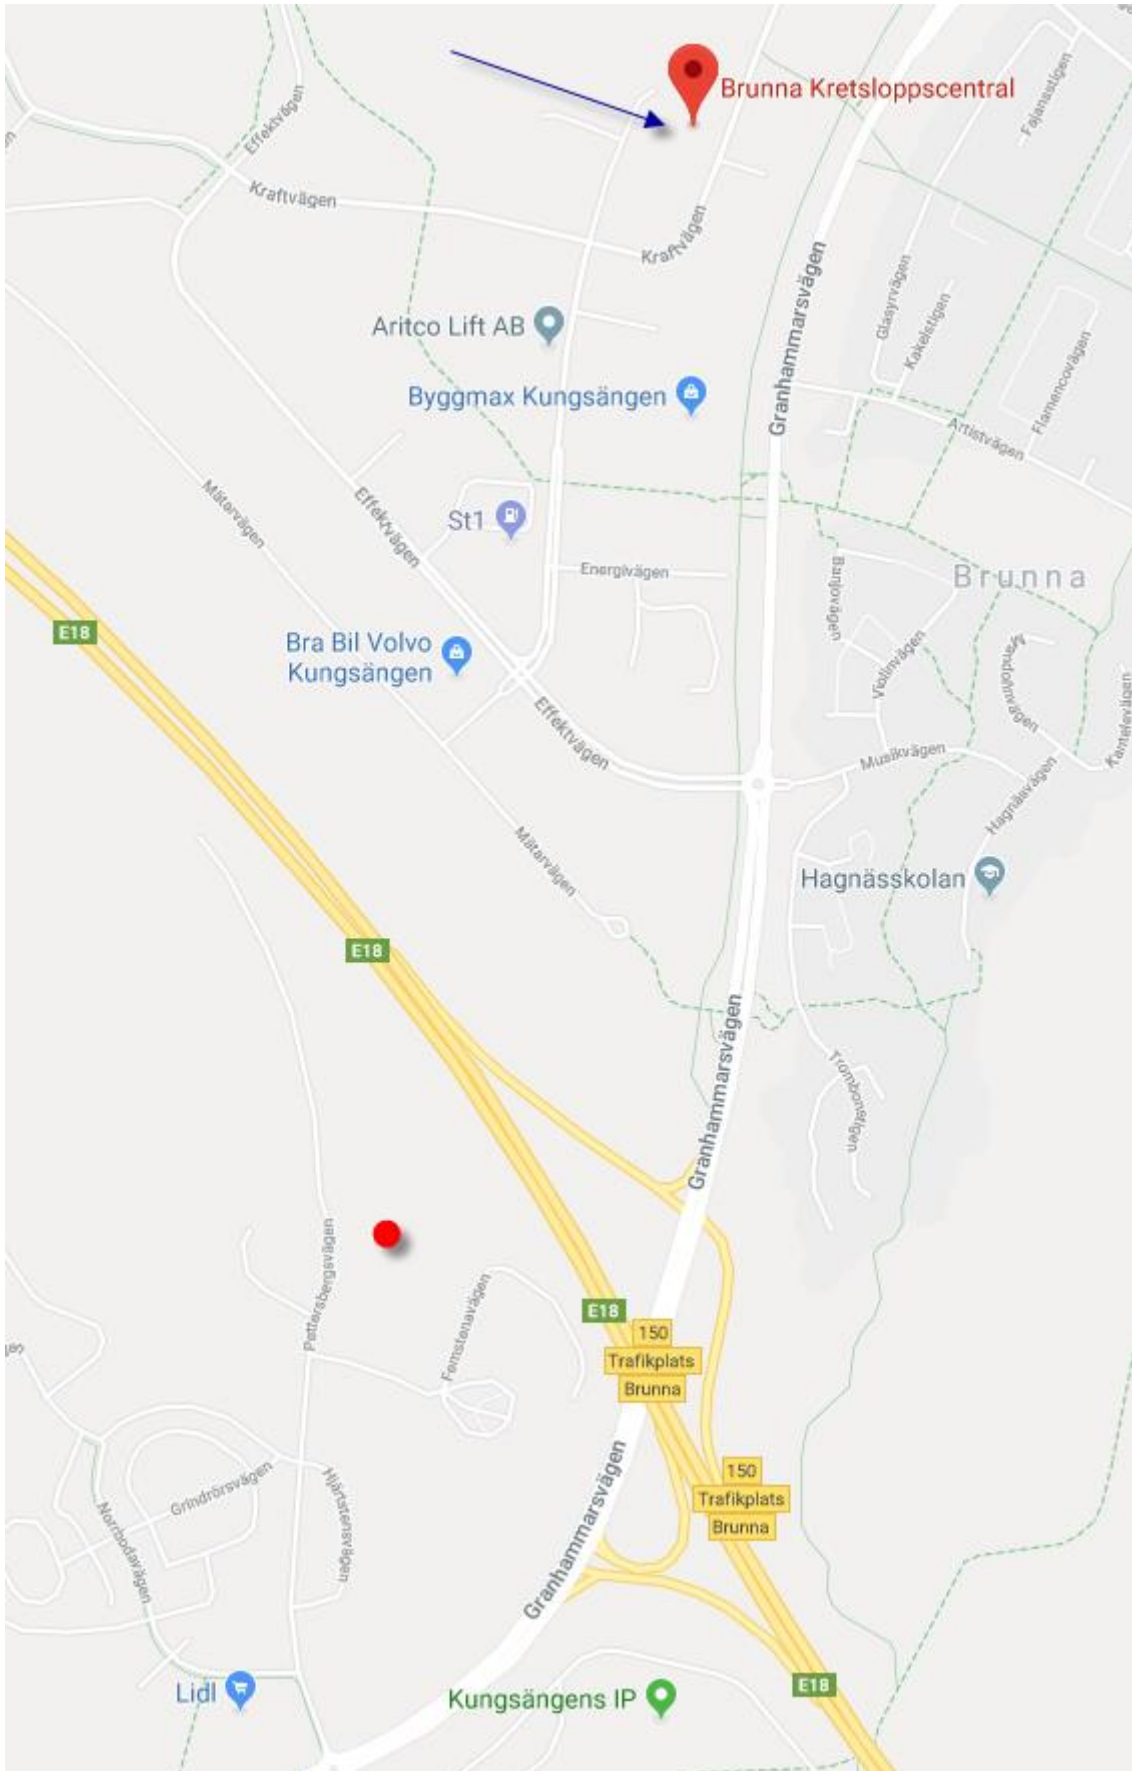 Brunna Kretsloppscentral
Fajansstigen
Effektvägen
Kraftvägen
Kraftvägen
Granhammarsvägen
Glasyrvägen
Kakelstigen
Flamencovägen
Aritco Lift AB
Byggmax Kungsängen
Artistvägen
Mätarvägen
Effektvägen
St1
Energivägen
Banjovägen
Brunna
E18
Bra Bil Volvo
Kungsängen
Violinvägen
Mandolinvägen
Kantelevägen
Effektvägen
Musikvägen
Hagnäsvägen
Mätarvägen
Hagnässkolan
E18
Granhammarsvägen
Trombonstigen
Pettersbergsvägen
Femstenavägen
E18
150
Trafikplats
Brunna
150
Trafikplats
Brunna
Grindrörsvägen
Hjärtstensvägen
Norrbodavägen
Granhammarsvägen
Lidl
Kungsängens IP
E18